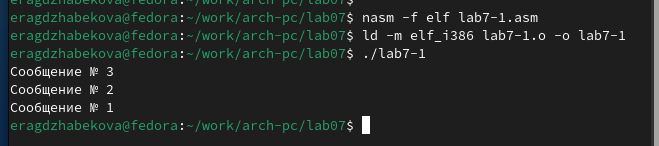 eragdzhabekova@fedora:~/work/arch-pc/lab07$ nasm -f elf lab7-1.asm
eragdzhabekova@fedora:~/work/arch-pc/lab07$ ld -m elf_i386 lab7-1.o -o lab7-1
eragdzhabekova@fedora:~/work/arch-pc/lab07$ ./lab7-1
Сообщение № 3
Сообщение № 2
Сообщение № 1
eragdzhabekova@fedora:~/work/arch-pc/lab07$